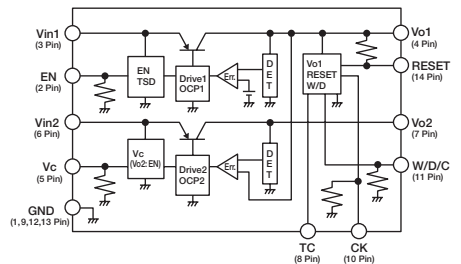 Vin1
(3 Pin)
EN
(2 Pin)
Vin2
(6 Pin)
Vc
(5 Pin)
GND
(1,9,12,13 Pin)
EN
TSD
Drive1
OCP1
Err.
D
E
T
Vo1
RESET
W/D
Vc
(Vo2: EN)
Drive2
OCP2
Err.
D
E
T
Vo1
(4 Pin)
RESET
(14 Pin)
Vo2
(7 Pin)
W/D/C
(11 Pin)
TC
(8 Pin)
CK
(10 Pin)